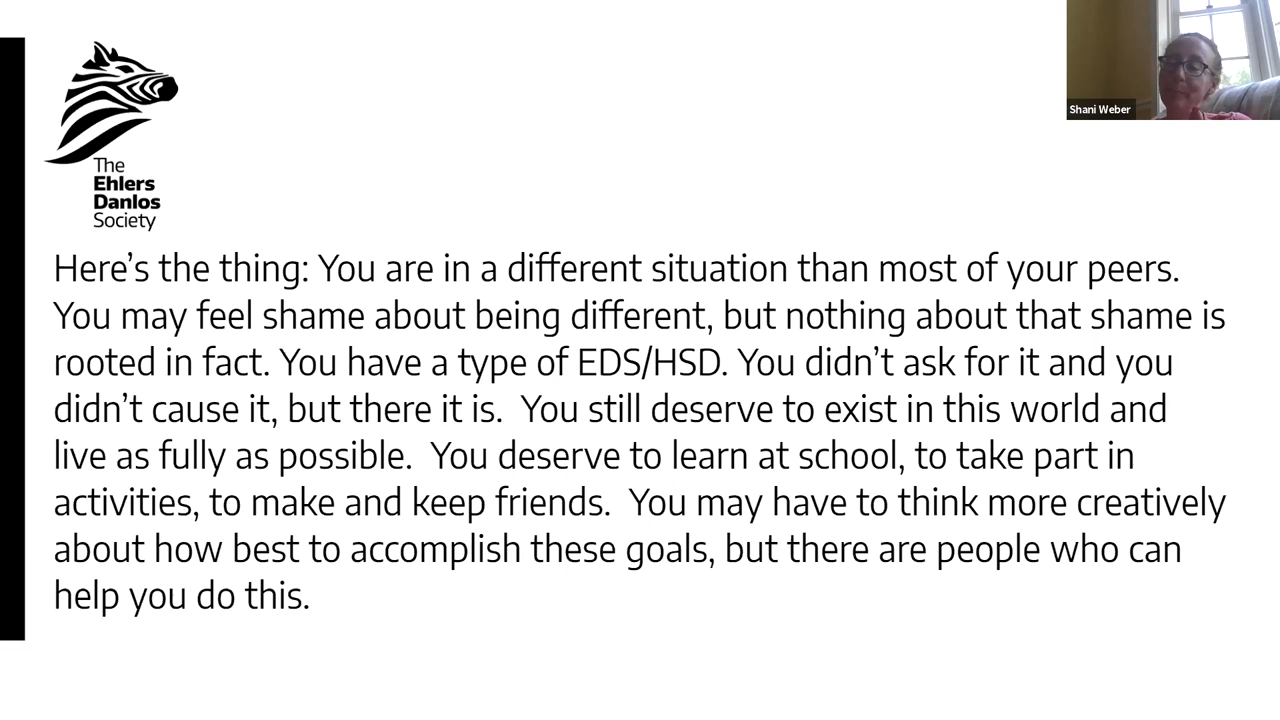 Shani Weber
The
Ehlers
Danlos
Society
Here's the thing: You are in a different situation than most of your peers.
You may feel shame about being different, but nothing about that shame is
rooted in fact. You have a type of EDS/HSD. You didn't ask for it and you
didn't cause it, but there it is.  You still deserve to exist in this world and
live as fully as possible.  You deserve to learn at school, to take part in
activities, to make and keep friends.  You may have to think more creatively
about how best to accomplish these goals, but there are people who can
help you do this.